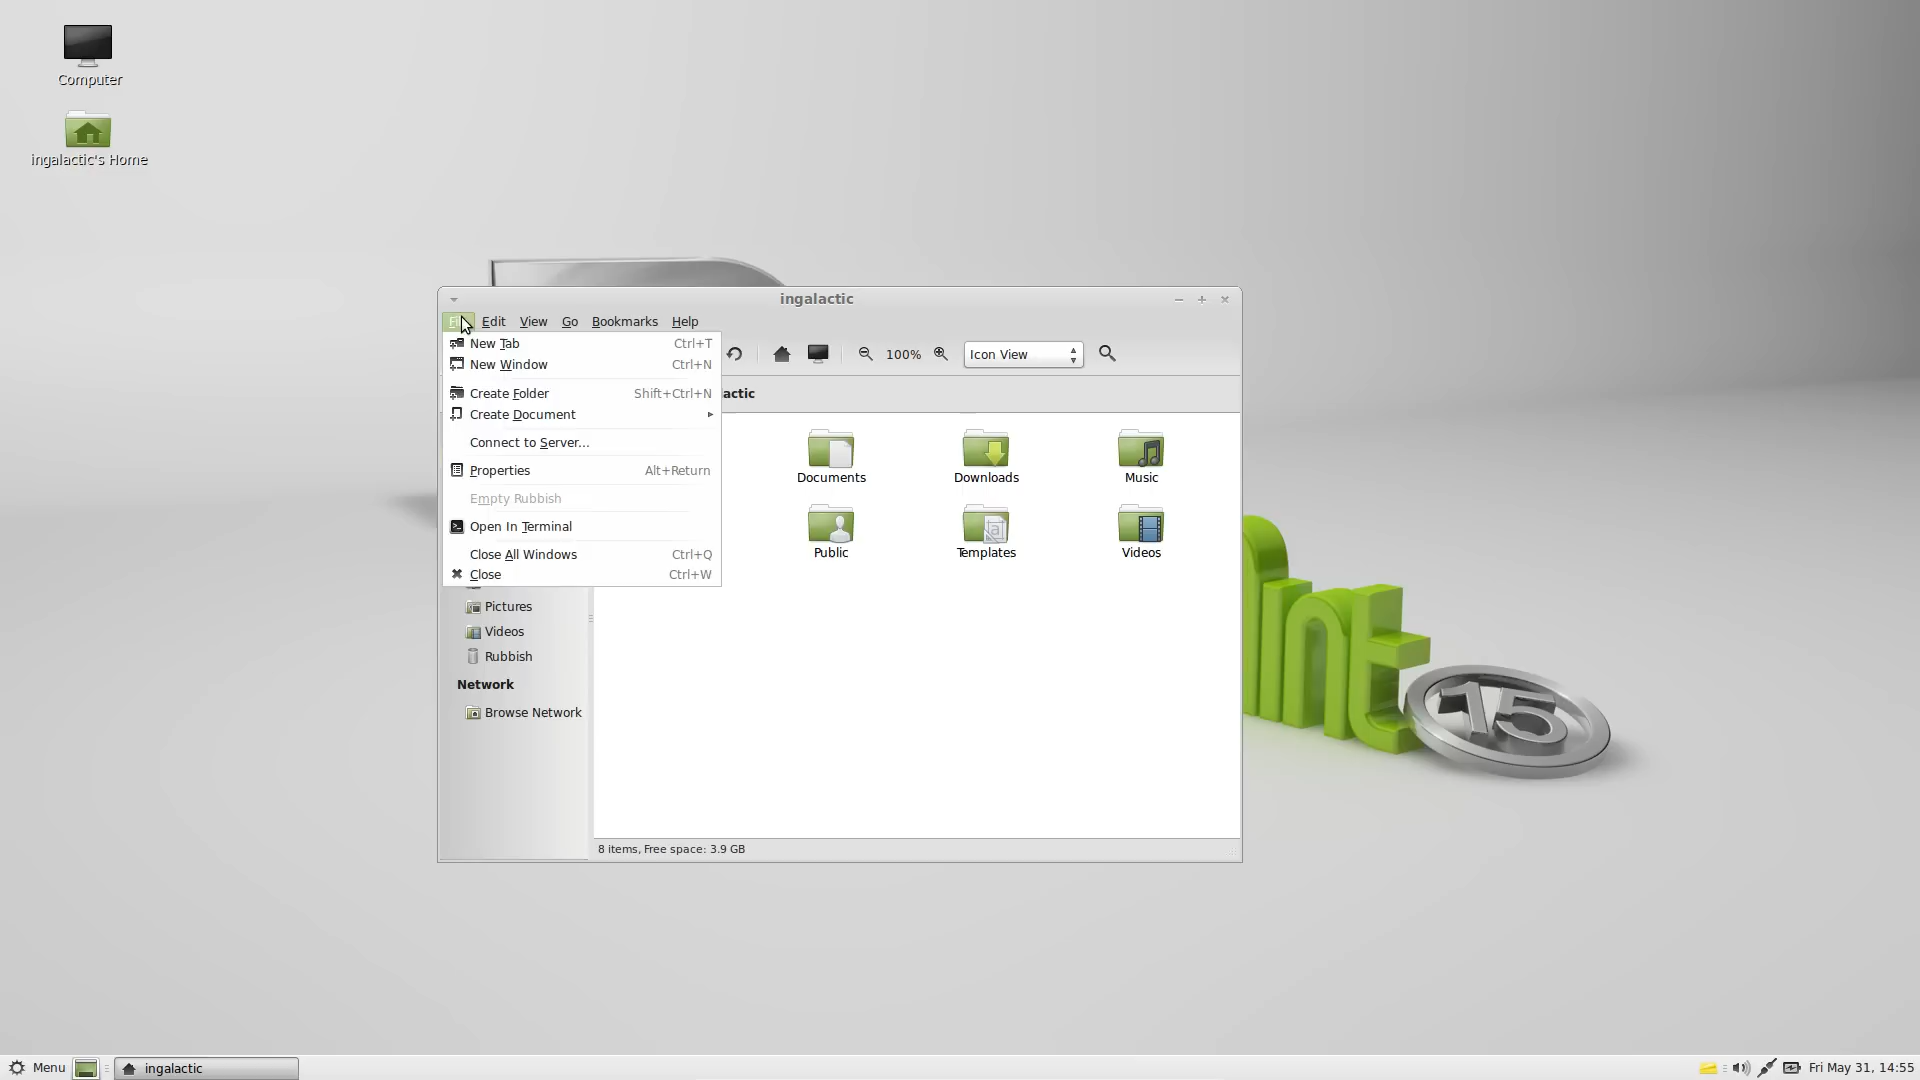 Computer
ingalactic's Home
ingalactic
Edit View Go Bookmarks Help
New Tab Ctrl+T
New Window Ctrl+N
Create Folder Shift+Ctrl+N
Create Document
Connect to Server...
Properties Alt+Return
Empty Rubbish
Open In Terminal
Close All Windows Ctrl+Q
Close Ctrl+W
100%
Icon View
actic
Documents
Downloads
Music
Public
Templates
Videos
Pictures
Videos
Rubbish
Network
Browse Network
8 items, Free space: 3.9 GB
int
15
Menu
ingalactic
Fri May 31, 14:55